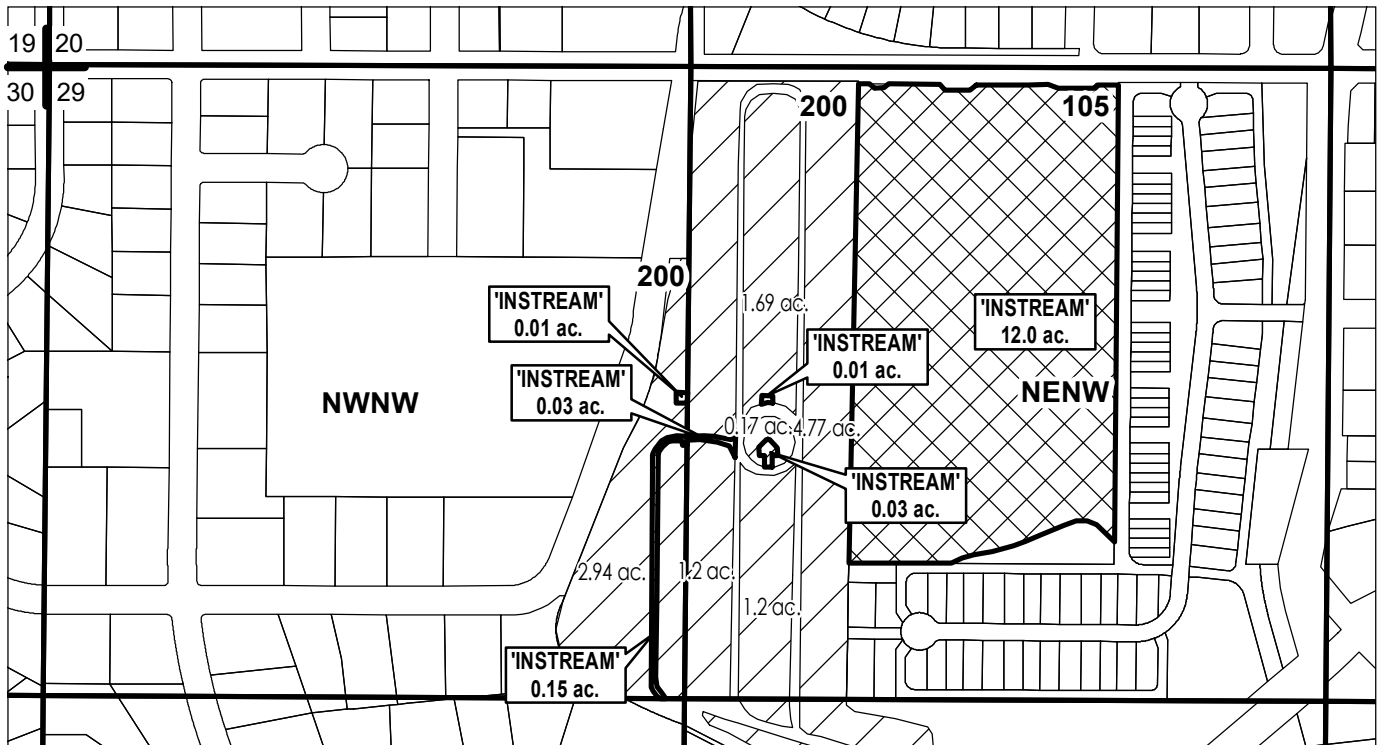 19 20
30 29
200
105
200
1.69 ac.
'INSTREAM'
0.01 ac.
'INSTREAM'
12.0 ac.
'INSTREAM'
0.01 ac.
'INSTREAM'
0.03 ac.
NWNW
NENW
0.17 ac.
4.77 ac.
'INSTREAM'
0.03 ac.
2.94 ac.
1.2 ac.
1.2 ac.
'INSTREAM'
0.15 ac.